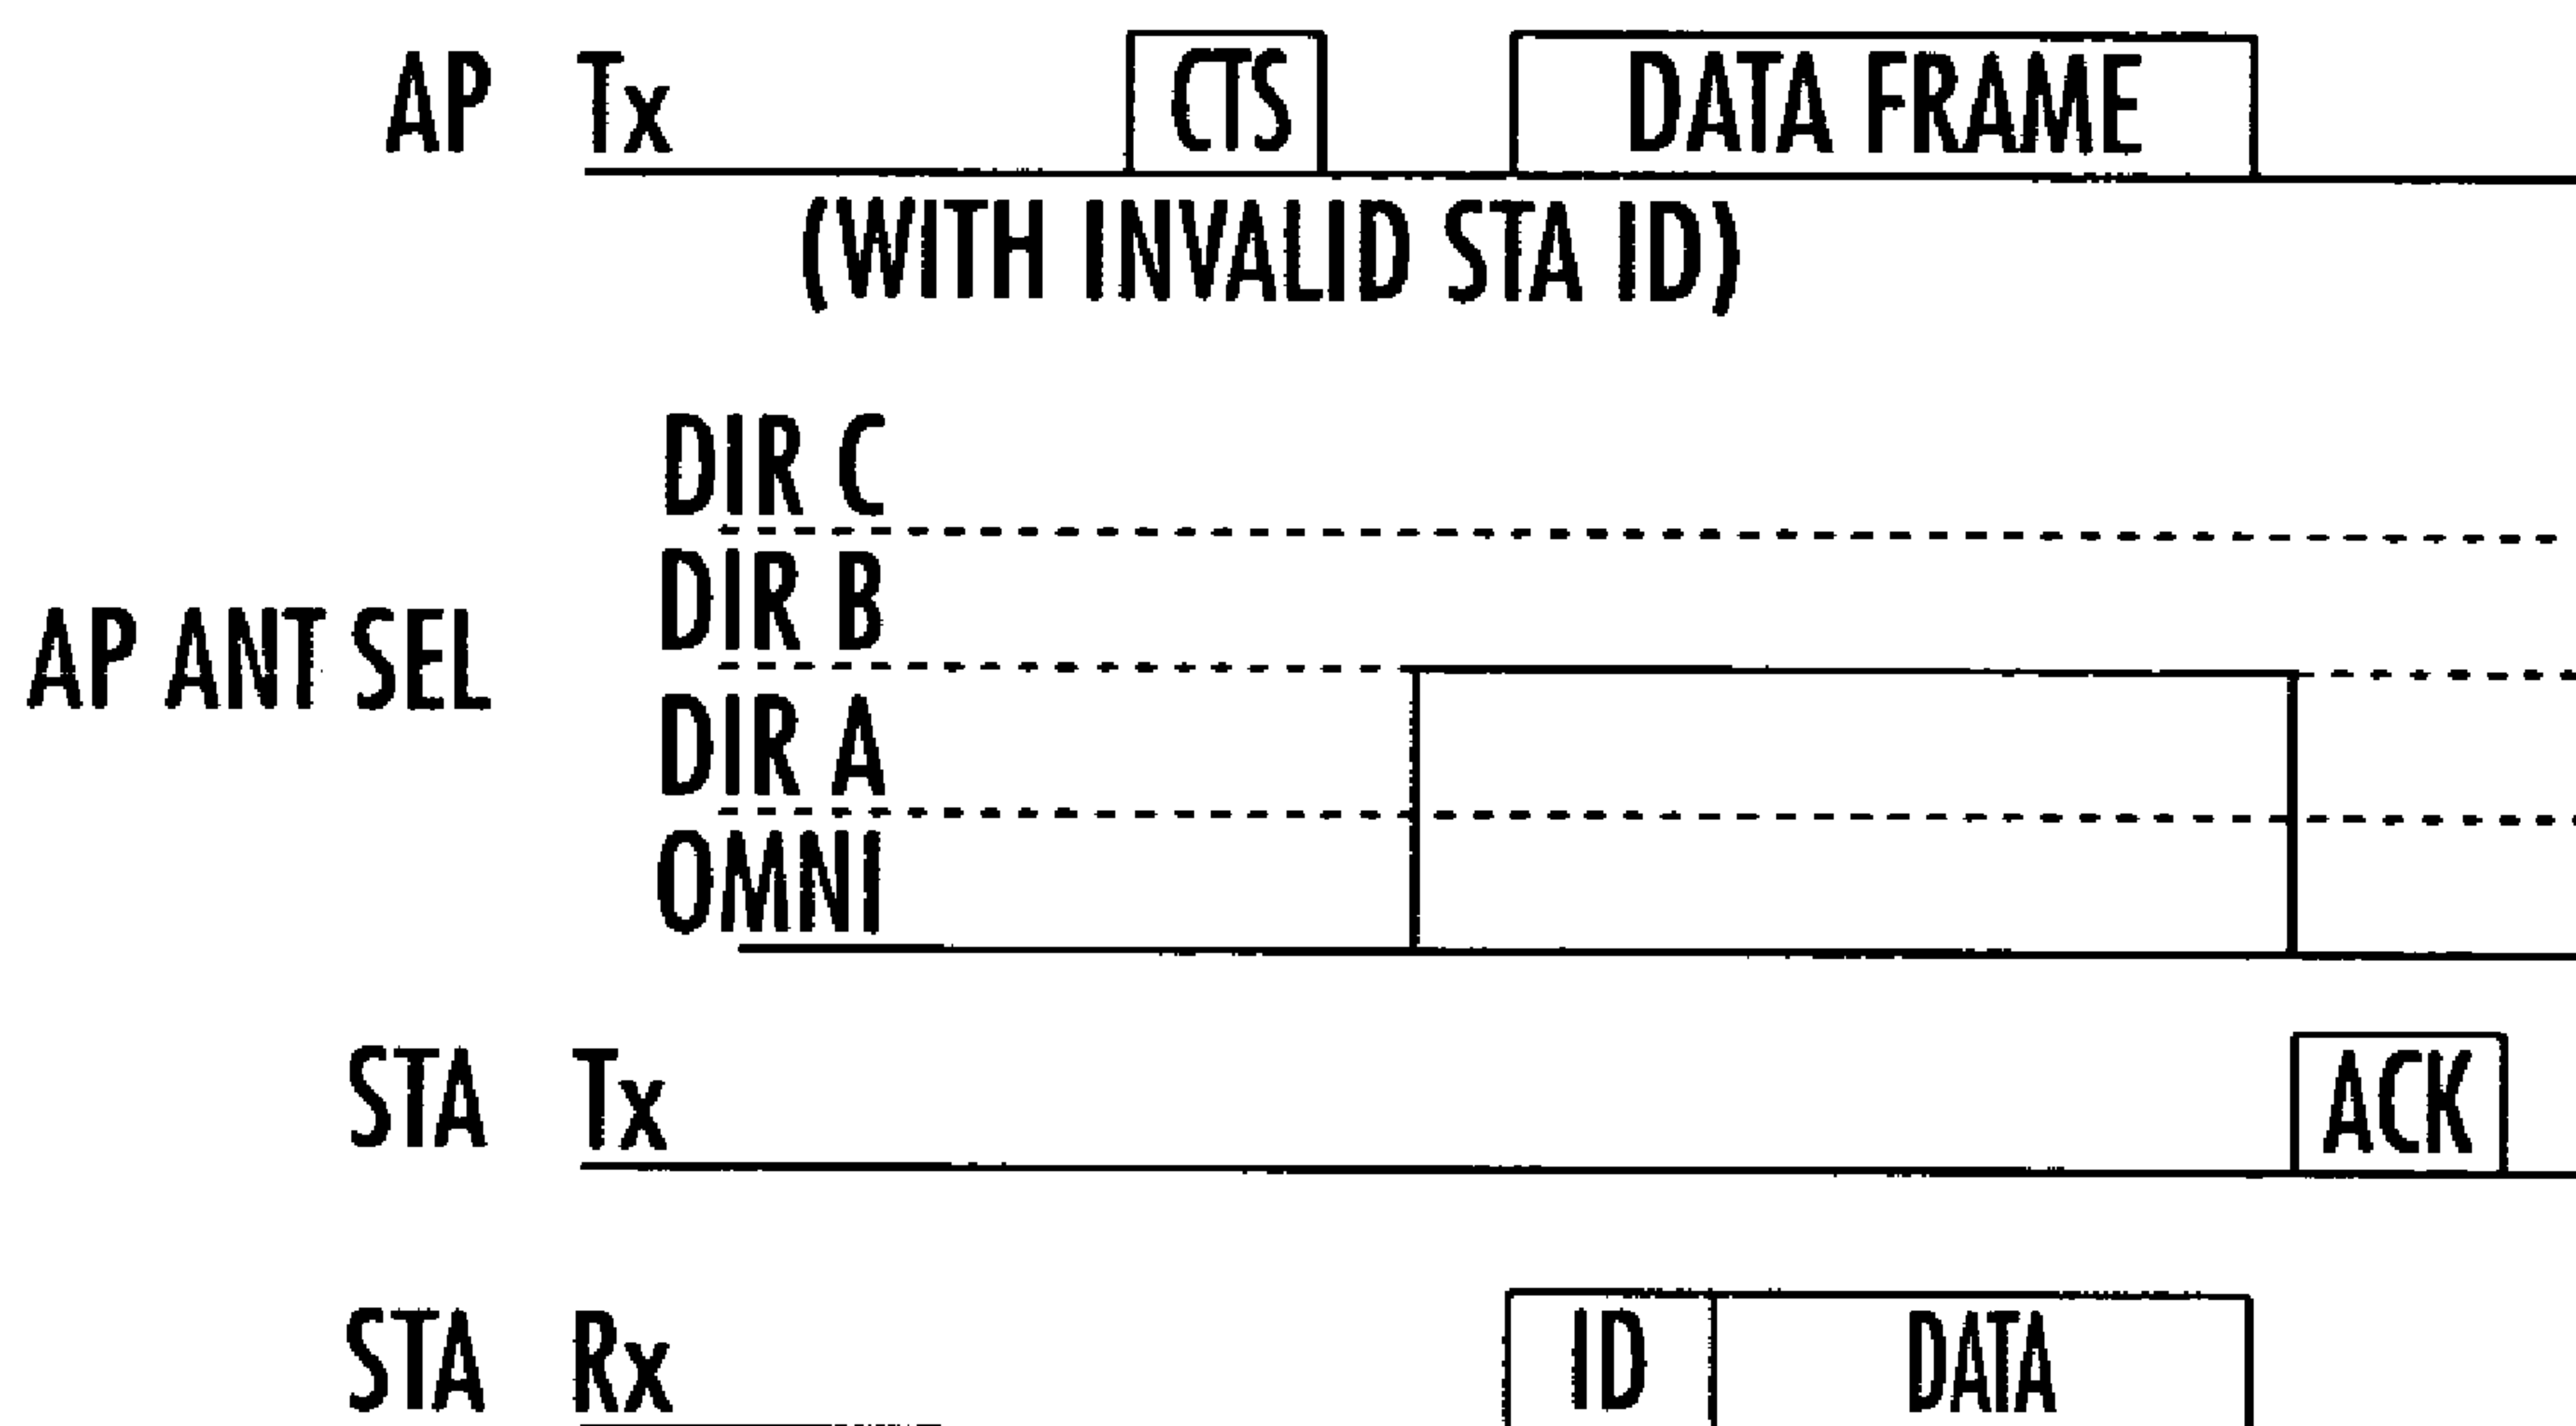 AP Tx CTS DATA FRAME
(WITH INVALID STA ID)
DIR C
DIR B
AP ANT SEL
DIR A
OMNI
STA Tx ACK
STA Rx ID DATA